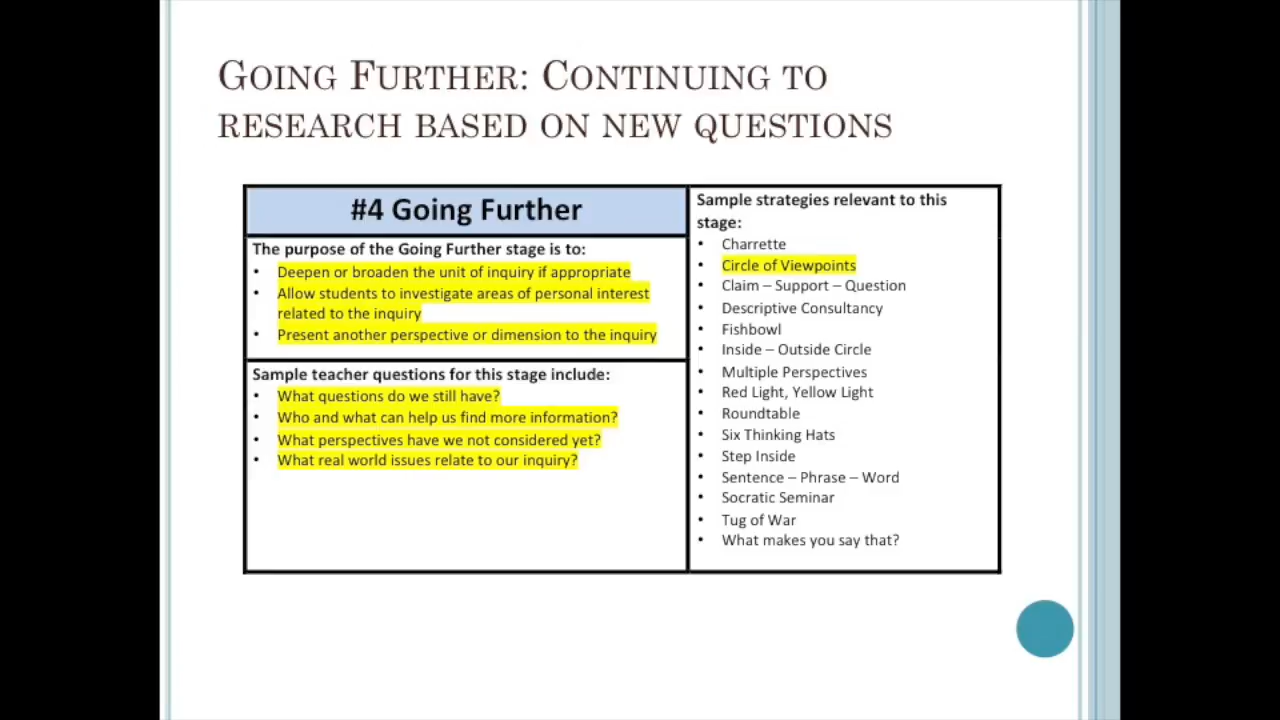 GOING FURTHER: CONTINUING TO
RESEARCH BASED ON NEW QUESTIONS
#4 Going Further
The purpose of the Going Further stage is to:
• Deepen or broaden the unit of inquiry if appropriate
• Allow students to investigate areas of personal interest
related to the inquiry
• Present another perspective or dimension to the inquiry
Sample teacher questions for this stage include:
• What questions do we still have?
• Who and what can help us find more information?
• What perspectives have we not considered yet?
• What real world issues relate to our inquiry?
Sample strategies relevant to this
stage:
• Charrette
• Circle of Viewpoints
• Claim – Support – Question
• Descriptive Consultancy
• Fishbowl
• Inside – Outside Circle
• Multiple Perspectives
• Red Light, Yellow Light
• Roundtable
• Six Thinking Hats
• Step Inside
• Sentence – Phrase – Word
• Socratic Seminar
• Tug of War
• What makes you say that?